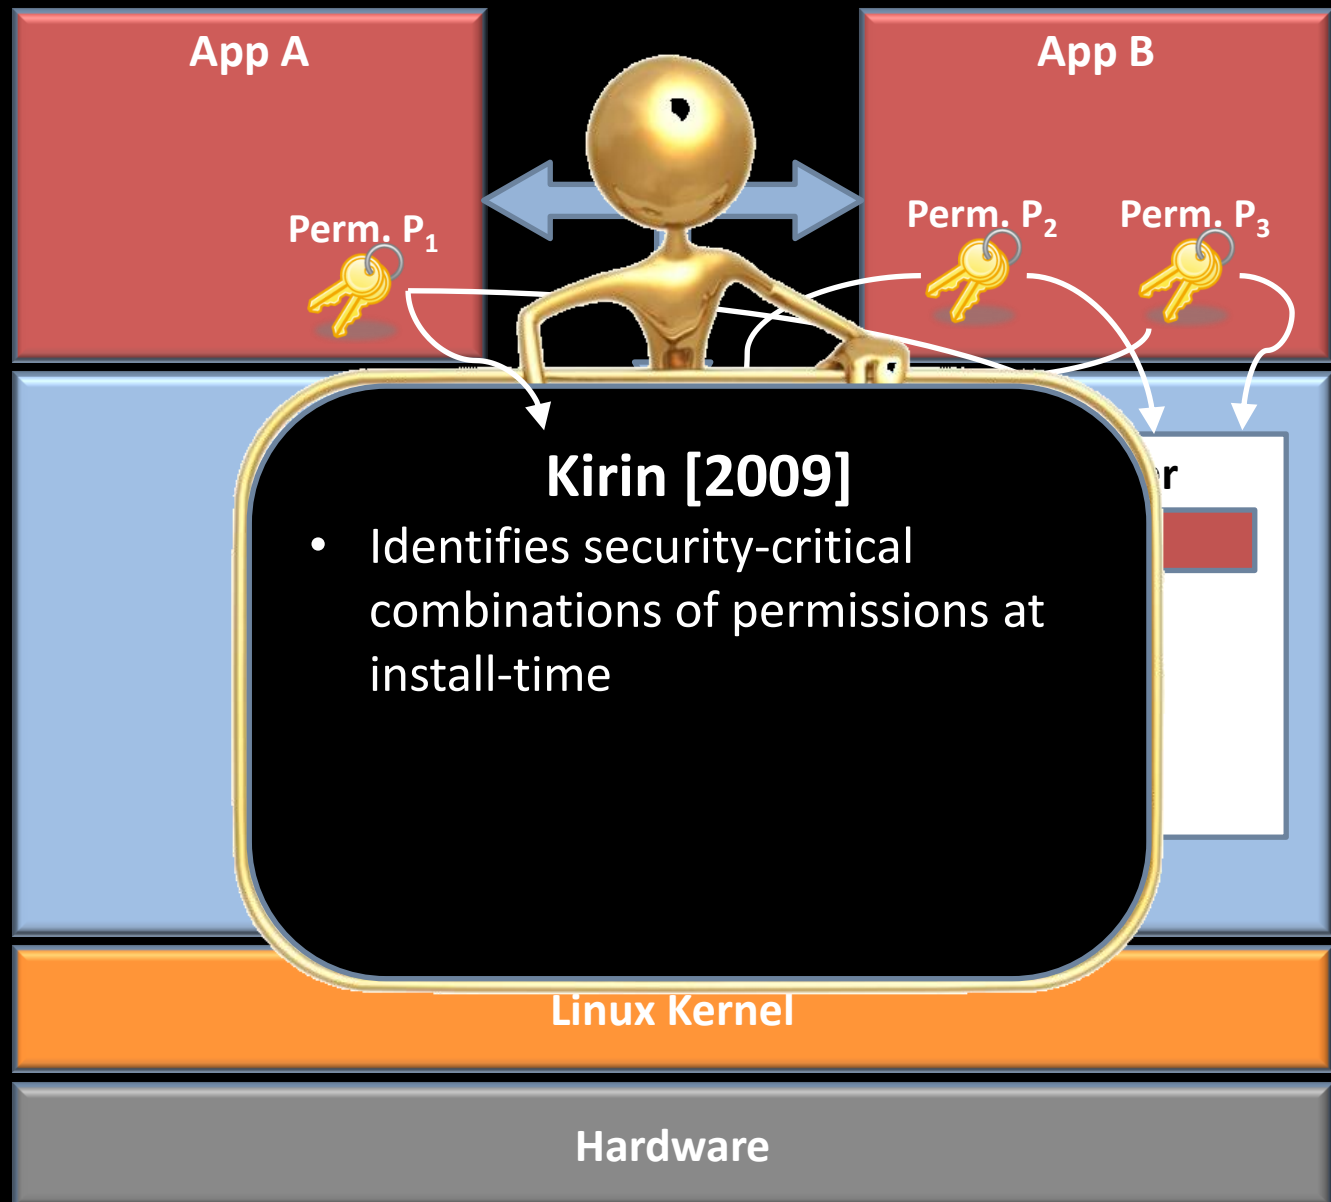 App A
App B
Perm. P₁
Perm. P₂
Perm. P₃
Kirin [2009]
• Identifies security-critical
combinations of permissions at
install-time
Linux Kernel
Hardware